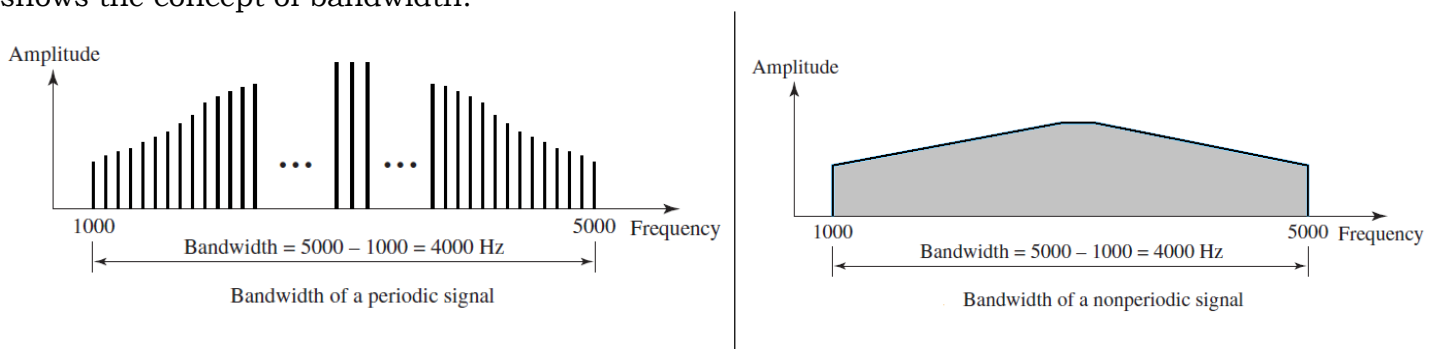 shows the concept of bandwidth.
Amplitude
... ...
1000
5000 Frequency
Bandwidth = 5000 – 1000 = 4000 Hz
Bandwidth of a periodic signal
Amplitude
1000
5000 Frequency
Bandwidth = 5000 – 1000 = 4000 Hz
Bandwidth of a nonperiodic signal